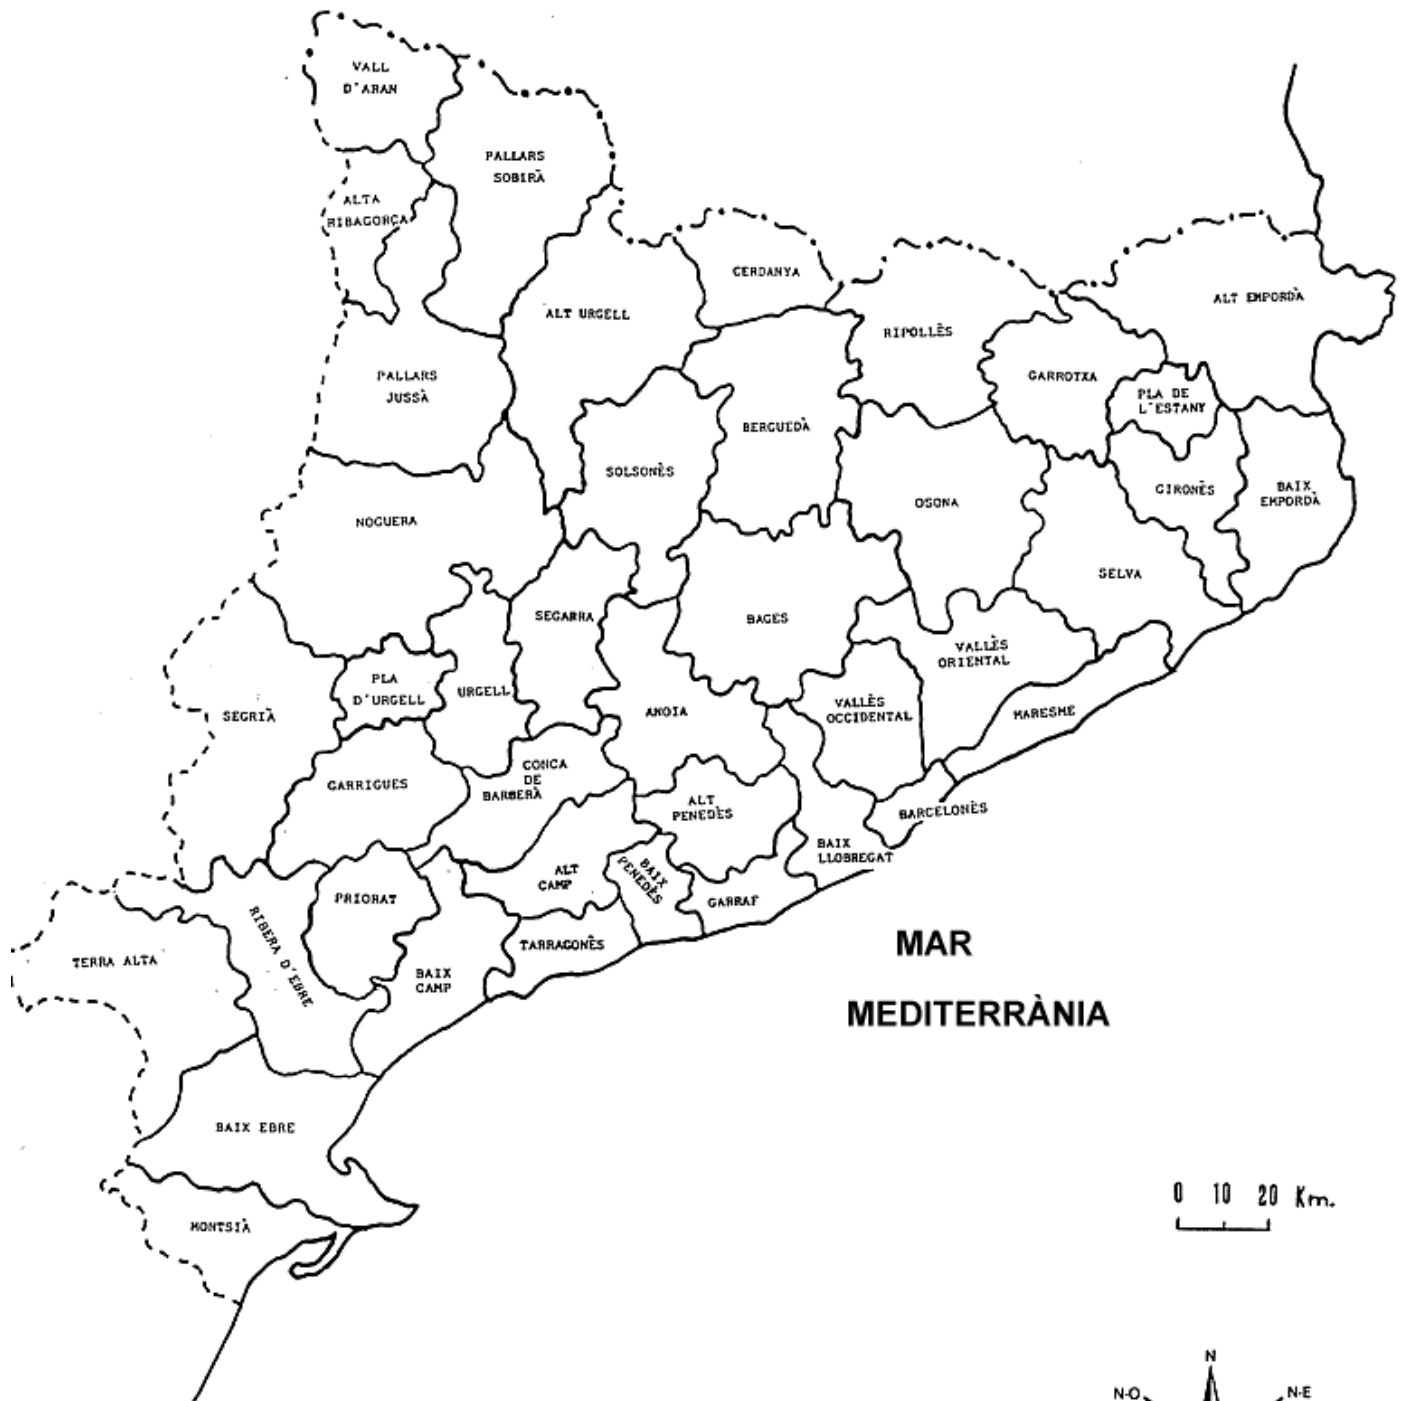 VALL
D'ARAN
PALLARS
SOBIRÀ
ALTA
RIBAGORÇA
CERDANYA
ALT URGELL
ALT EMPORDÀ
RIPOLLÈS
PALLARS
JUSSÀ
GARROTXA
PLA DE
L'ESTANY
BERGUEDÀ
SOLSONÈS
NOGUERA
OSONA
GIRONÈS
BAIX
EMPORDÀ
SELVA
SEGARRA
BAGES
VALLÈS
ORIENTAL
PLA
D'URGELL
URGELL
SEGRIÀ
ANOIA
VALLÈS
OCCIDENTAL
MARESME
GARRIGUES
CONCA
DE
BARBERÀ
ALT
PENEDÈS
BARCELONÈS
BAIX
LLOBREGAT
ALT
CAMP
BAIX
PENEDÈS
PRIORAT
GARRAF
RIBERA D'EBRE
TARRAGONÈS
TERRA ALTA
BAIX
CAMP
MAR
MEDITERRÀNIA
BAIX EBRE
MONTSIÀ
0 10 20 Km.
N
N-O N-E